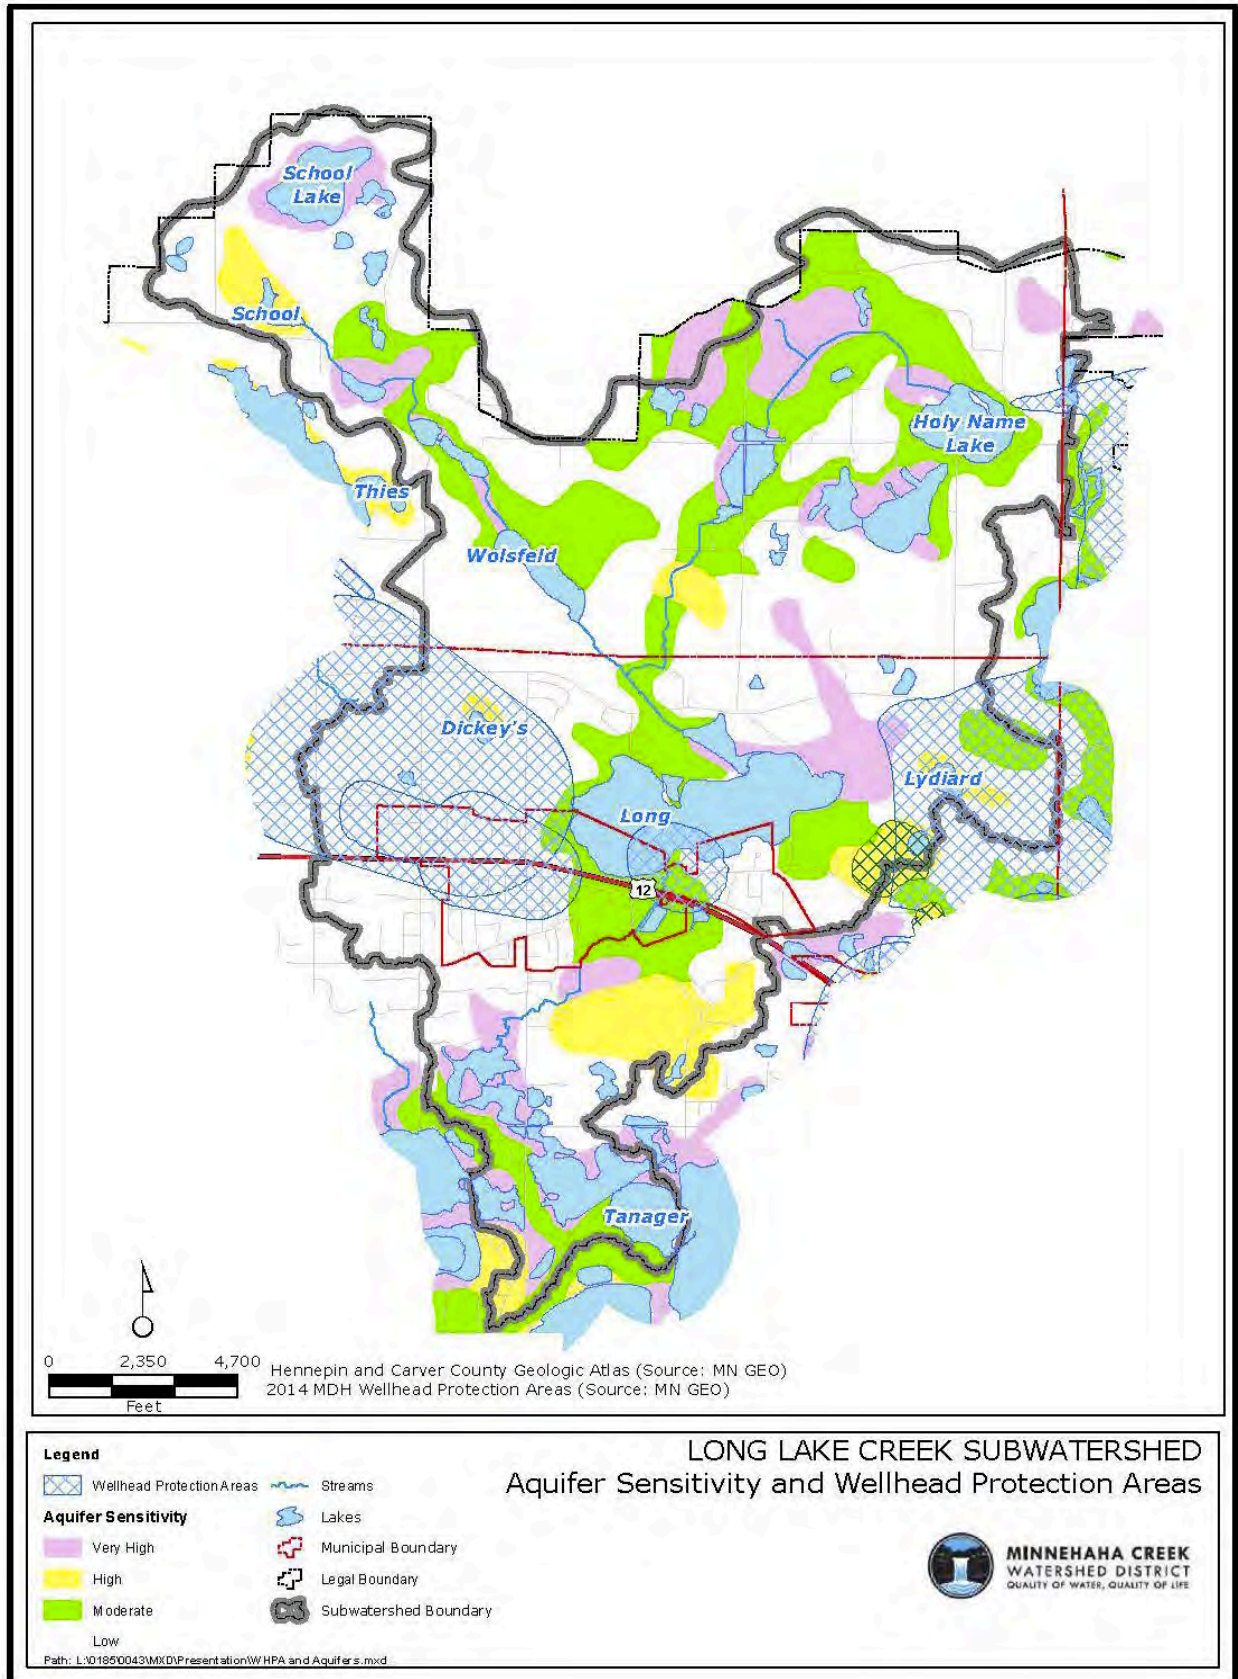 School
Lake
School
Holy Name
Lake
Thies
Wolsfeld
Dickey's
Lydiard
Long
12
Tanager
0 2,350 4,700
Feet
Hennepin and Carver County Geologic Atlas (Source: MN GEO)
2014 MDH Wellhead Protection Areas (Source: MN GEO)
LONG LAKE CREEK SUBWATERSHED
Aquifer Sensitivity and Wellhead Protection Areas
Legend
Wellhead Protection Areas
Aquifer Sensitivity
Very High
High
Moderate
Low
Streams
Lakes
Municipal Boundary
Legal Boundary
Subwatershed Boundary
MINNEHAHA CREEK
WATERSHED DISTRICT
QUALITY OF WATER, QUALITY OF LIFE
Path: L:\0185\0043\MXD\Presentation\WHPA and Aquifers.mxd